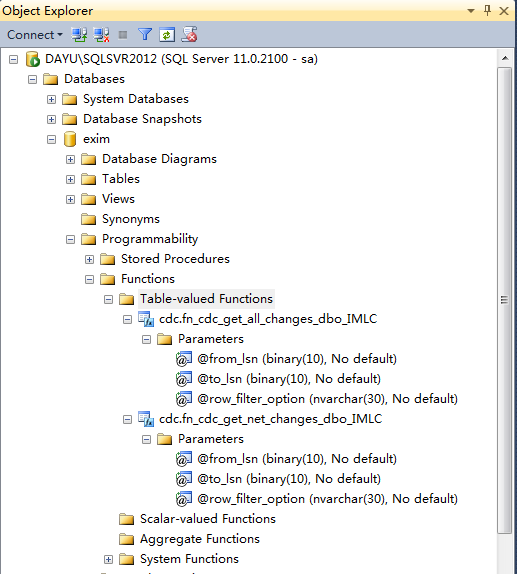 Object Explorer
Connect
DAYU\SQLSVR2012 (SQL Server 11.0.2100 - sa)
Databases
System Databases
Database Snapshots
exim
Database Diagrams
Tables
Views
Synonyms
Programmability
Stored Procedures
Functions
Table-valued Functions
cdc.fn_cdc_get_all_changes_dbo_IMLC
Parameters
@from_lsn (binary(10), No default)
@to_lsn (binary(10), No default)
@row_filter_option (nvarchar(30), No default)
cdc.fn_cdc_get_net_changes_dbo_IMLC
Parameters
@from_lsn (binary(10), No default)
@to_lsn (binary(10), No default)
@row_filter_option (nvarchar(30), No default)
Scalar-valued Functions
Aggregate Functions
System Functions